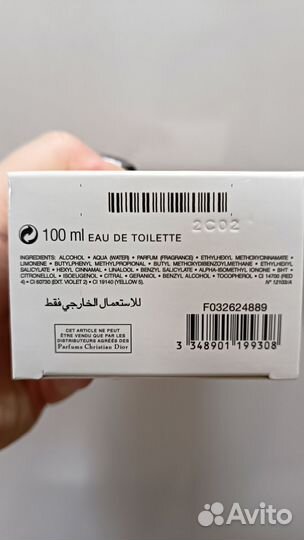 2C02
100 ml EAU DE TOILETTE
INGREDIENTS: ALCOHOL • AQUA (WATER) • PARFUM (FRAGRANCE) • ETHYLHEXYL METHOXYCINNAMATE •
LIMONENE • BUTYLPHENYL METHYLPROPIONAL • BUTYL METHOXYDIBENZOYLMETHANE • ETHYLHEXYL
SALICYLATE • HEXYL CINNAMAL • LINALOOL • BENZYL SALICYLATE • ALPHA-ISOMETHYL IONONE • BHT •
CITRONELLOL • ISOEUGENOL • CITRAL • GERANIOL • BENZYL ALCOHOL • TOCOPHEROL • CI 14700 (RED
4) • CI 60730 (EXT. VIOLET 2) • CI 19140 (YELLOW 5).
N° 12103/A
للاستعمال الخارجي فقط
F032624889
CET ARTICLE NE PEUT
ÊTRE VENDU QUE PAR LES
DISTRIBUTEURS AGRÉÉS DES
Parfums Christian Dior
3 348901 199308
Avito